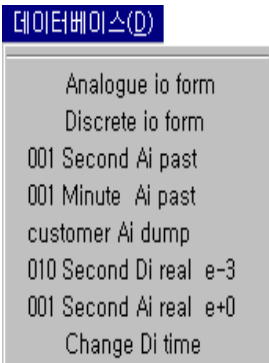 데이터베이스(D)
Analogue io form
Discrete io form
001 Second Ai past
001 Minute Ai past
customer Ai dump
010 Second Di real e-3
001 Second Ai real e+0
Change Di time